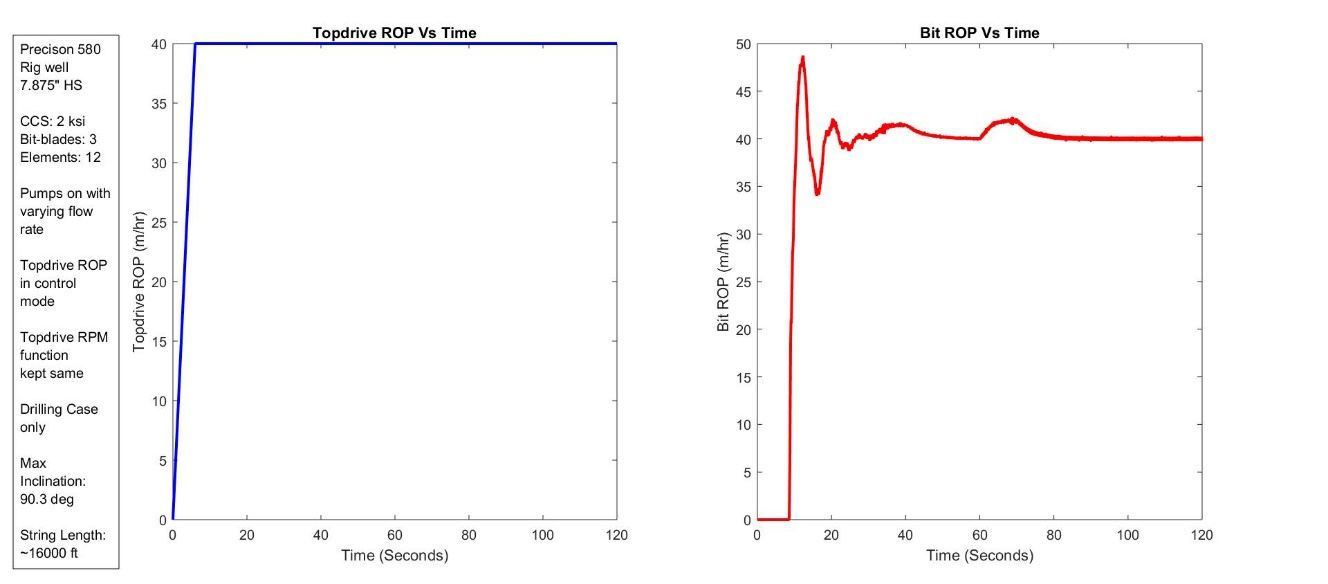 Precison 580
Rig well
7.875" HS
CCS: 2 ksi
Bit-blades: 3
Elements: 12
Pumps on with
varying flow
rate
Topdrive ROP
in control
mode
Topdrive RPM
function
kept same
Drilling Case
only
Max
Inclination:
90.3 deg
String Length:
~16000 ft
Topdrive ROP Vs Time
Topdrive ROP (m/hr)
40
35
30
25
20
15
10
5
0
0 20 40 60 80 100 120
Time (Seconds)
Bit ROP Vs Time
Bit ROP (m/hr)
50
45
40
35
30
25
20
15
10
5
0
0 20 40 60 80 100 120
Time (Seconds)